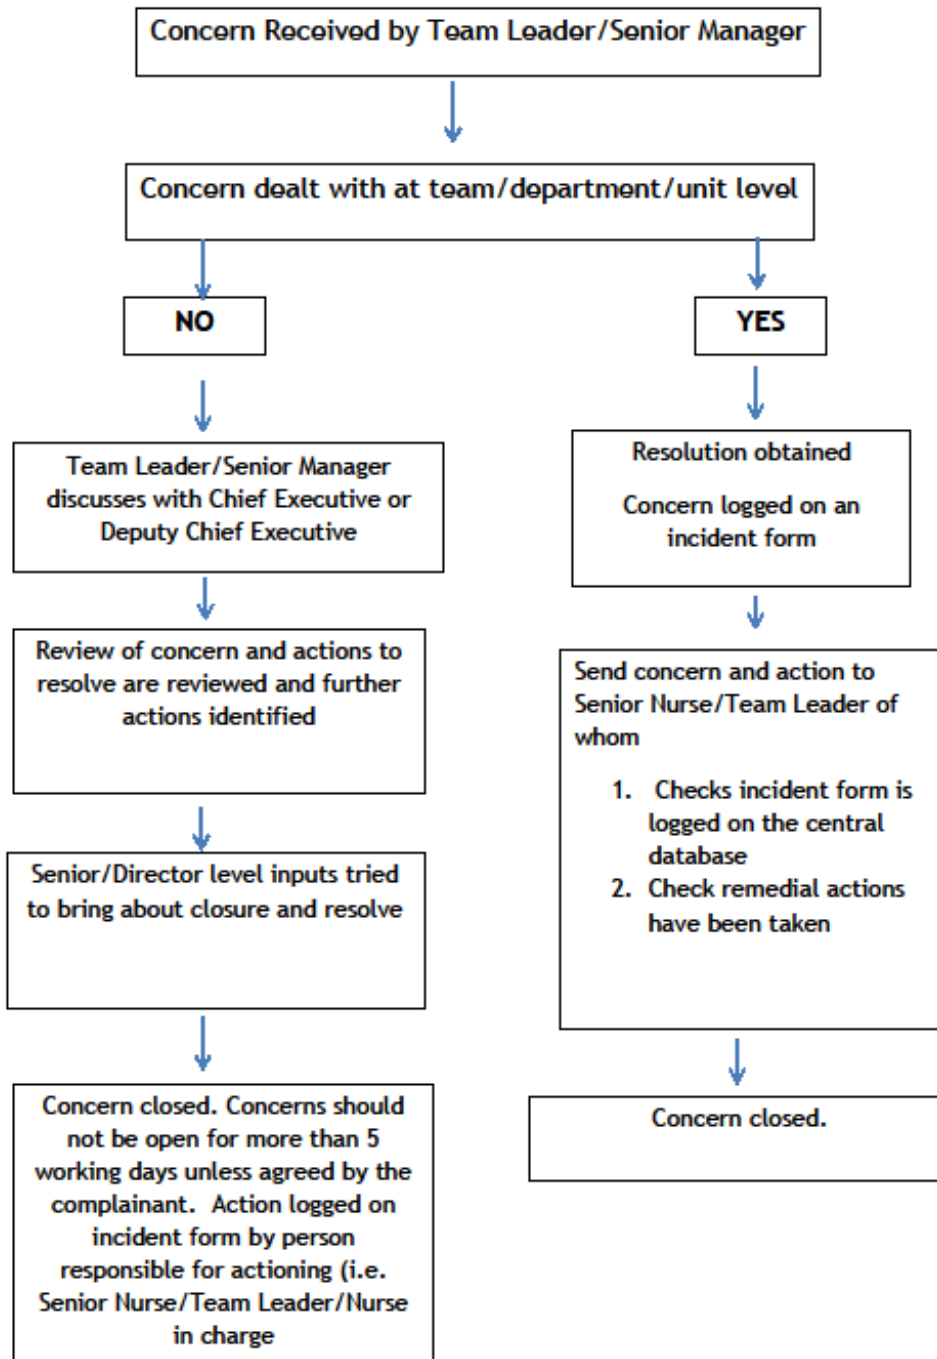 Concern Received by Team Leader/Senior Manager
Concern dealt with at team/department/unit level
NO
YES
Team Leader/Senior Manager
discusses with Chief Executive or
Deputy Chief Executive
Resolution obtained
Concern logged on an
incident form
Review of concern and actions to
resolve are reviewed and further
actions identified
Send concern and action to
Senior Nurse/Team Leader of
whom
1. Checks incident form is
logged on the central
database
2. Check remedial actions
have been taken
Senior/Director level inputs tried
to bring about closure and resolve
Concern closed. Concerns should
not be open for more than 5
working days unless agreed by the
complainant. Action logged on
incident form by person
responsible for actioning (i.e.
Senior Nurse/Team Leader/Nurse
in charge
Concern closed.